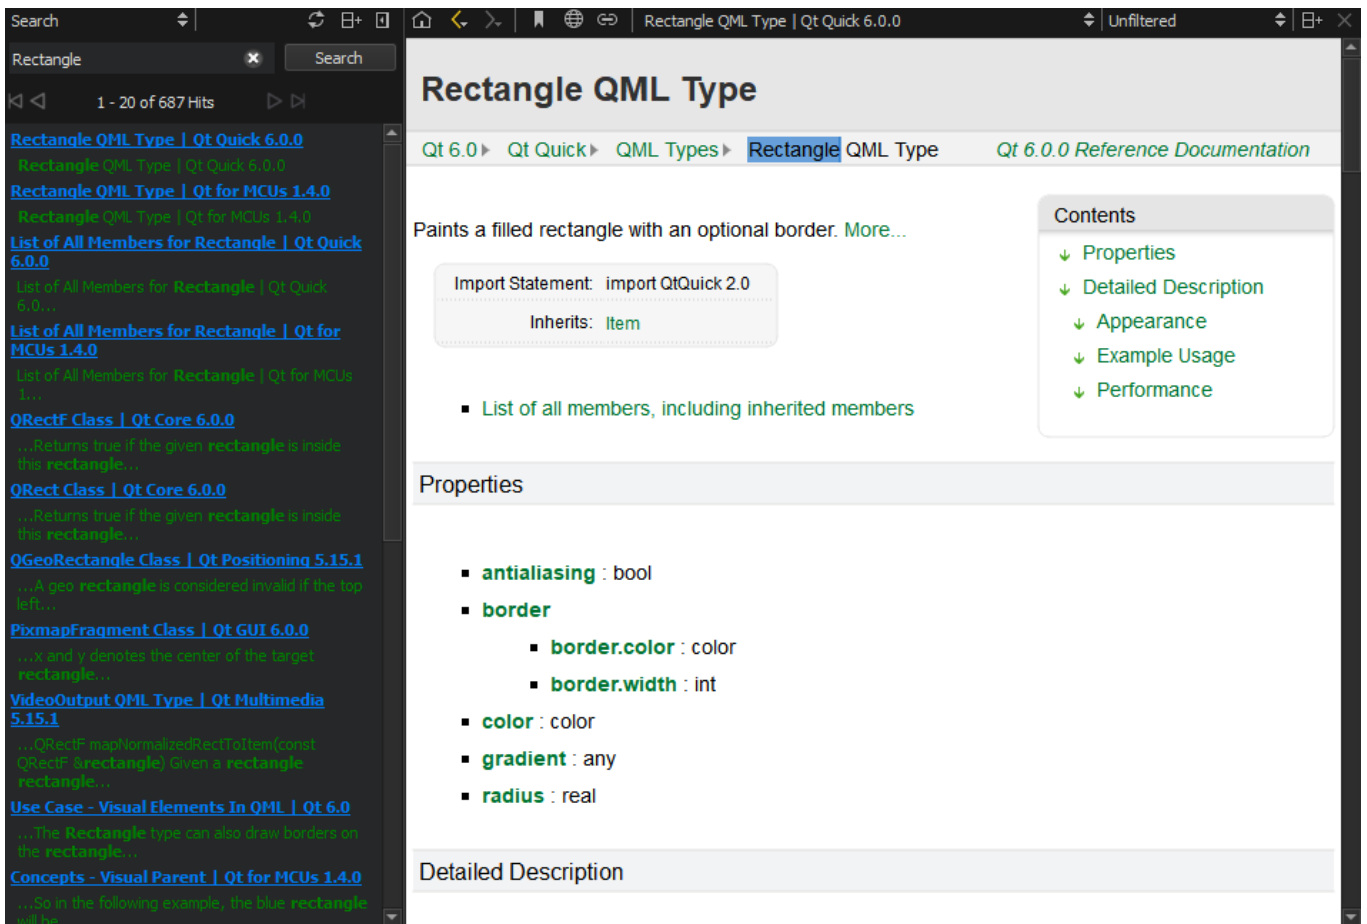 Search
Rectangle
Search
1 - 20 of 687 Hits
Rectangle QML Type | Qt Quick 6.0.0
Rectangle QML Type | Qt Quick 6.0.0
Rectangle QML Type | Qt for MCUs 1.4.0
Rectangle QML Type | Qt for MCUs 1.4.0
List of All Members for Rectangle | Qt Quick
6.0.0
List of All Members for Rectangle | Qt Quick
6.0...
List of All Members for Rectangle | Qt for
MCUs 1.4.0
List of All Members for Rectangle | Qt for MCUs
1...
QRectF Class | Qt Core 6.0.0
...Returns true if the given rectangle is inside
this rectangle...
QRect Class | Qt Core 6.0.0
...Returns true if the given rectangle is inside
this rectangle...
QGeoRectangle Class | Qt Positioning 5.15.1
...A geo rectangle is considered invalid if the top
left...
PixmapFragment Class | Qt GUI 6.0.0
...x and y denotes the center of the target
rectangle...
VideoOutput QML Type | Qt Multimedia
5.15.1
...QRectF mapNormalizedRectToItem(const
QRectF &rectangle) Given a rectangle
rectangle...
Use Case - Visual Elements In QML | Qt 6.0
...The Rectangle type can also draw borders on
the rectangle...
Concepts - Visual Parent | Qt for MCUs 1.4.0
...So in the following example, the blue rectangle
will be
Rectangle QML Type | Qt Quick 6.0.0
Unfiltered
Rectangle QML Type
Qt 6.0 Qt Quick QML Types Rectangle QML Type Qt 6.0.0 Reference Documentation
Paints a filled rectangle with an optional border. More...
Import Statement: import QtQuick 2.0
Inherits: Item
List of all members, including inherited members
Contents
Properties
Detailed Description
Appearance
Example Usage
Performance
Properties
antialiasing : bool
border
border.color : color
border.width : int
color : color
gradient : any
radius : real
Detailed Description